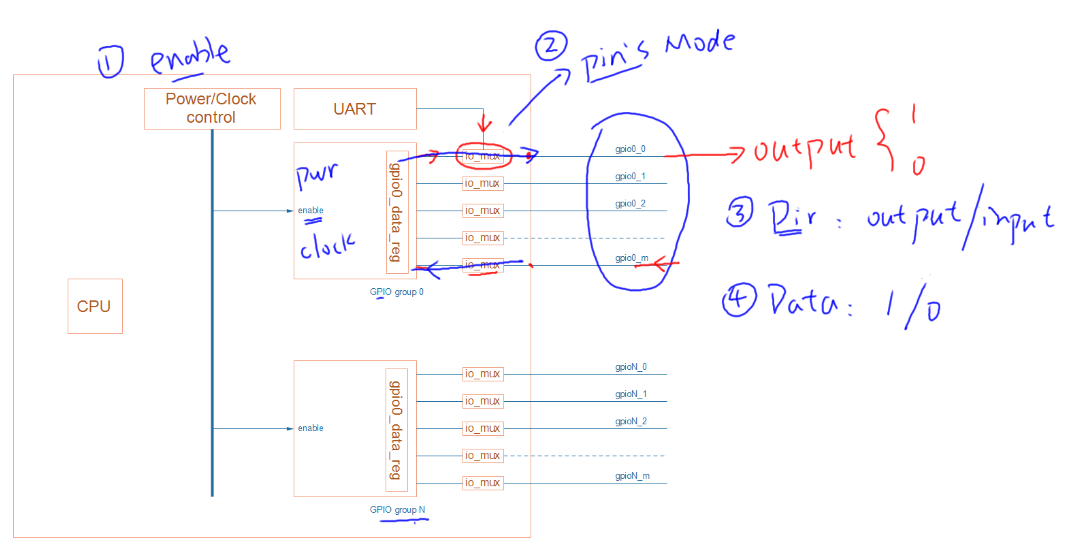 ① enable
② pin's Mode
Power/Clock
control
UART
io_mux
gpio0_0
output { 1
0
pwr
enable
clock
gpio0_data_reg
io_mux
gpio0_1
io_mux
gpio0_2
io_mux
io_mux
gpio0_m
③ Dir: output/input
GPIO group 0
④ Data: 1/0
CPU
enable
gpio0_data_reg
io_mux
gpioN_0
io_mux
gpioN_1
io_mux
gpioN_2
io_mux
io_mux
gpioN_m
GPIO group N